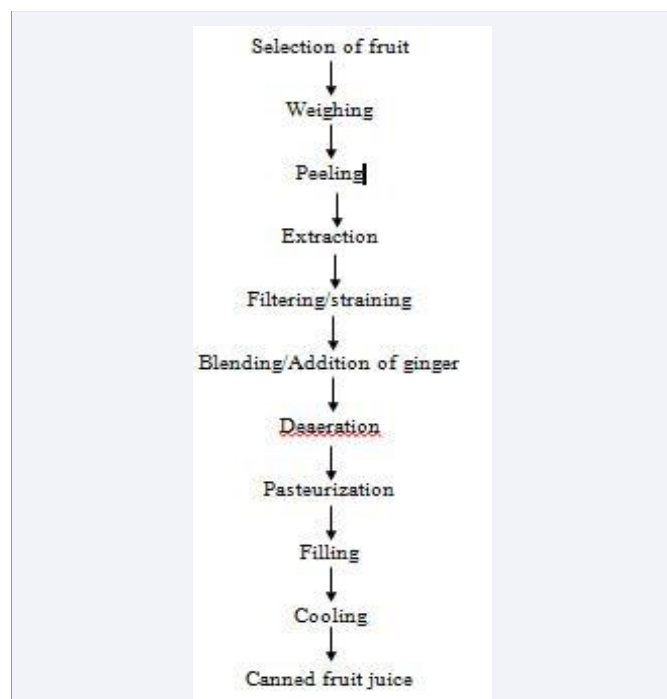 Selection of fruit
Weighing
Peeling
Extraction
Filtering/straining
Blending/Addition of ginger
Deaeration
Pasteurization
Filling
Cooling
Canned fruit juice